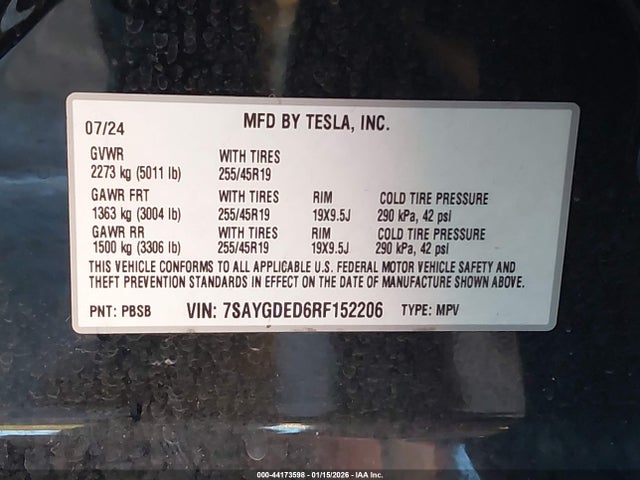 07/24 MFD BY TESLA, INC.
GVWR WITH TIRES
2273 kg (5011 lb) 255/45R19
GAWR FRT WITH TIRES RIM COLD TIRE PRESSURE
1363 kg (3004 lb) 255/45R19 19X9.5J 290 kPa, 42 psi
GAWR RR WITH TIRES RIM COLD TIRE PRESSURE
1500 kg (3306 lb) 255/45R19 19X9.5J 290 kPa, 42 psi
THIS VEHICLE CONFORMS TO ALL APPLICABLE U.S. FEDERAL MOTOR VEHICLE SAFETY AND
THEFT PREVENTION STANDARDS IN EFFECT ON THE DATE OF MANUFACTURE SHOWN ABOVE.
PNT: PBSB VIN: 7SAYGDED6RF152206 TYPE: MPV
000-44173598 - 01/15/2026 - IAA Inc.